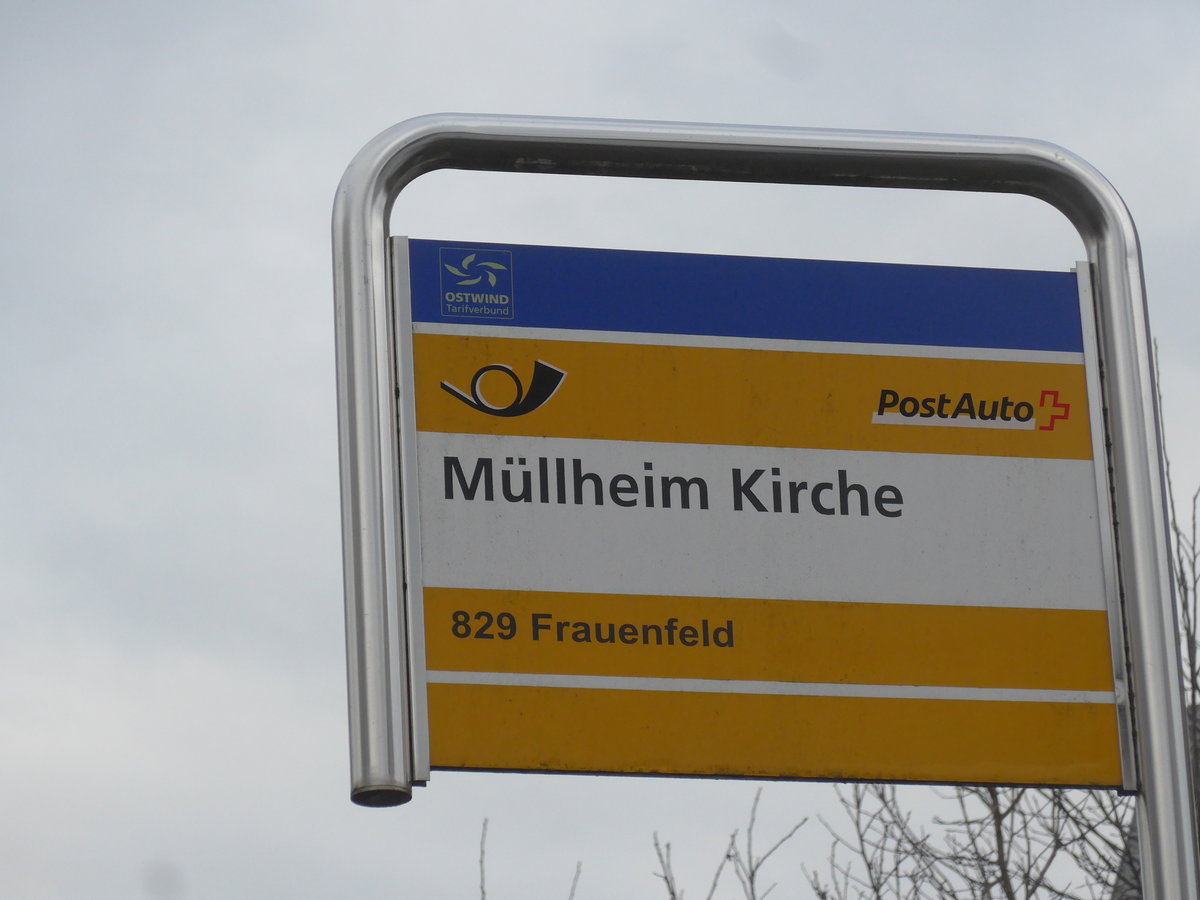 OSTWIND
Tarifverbund
PostAuto
Müllheim Kirche
829 Frauenfeld